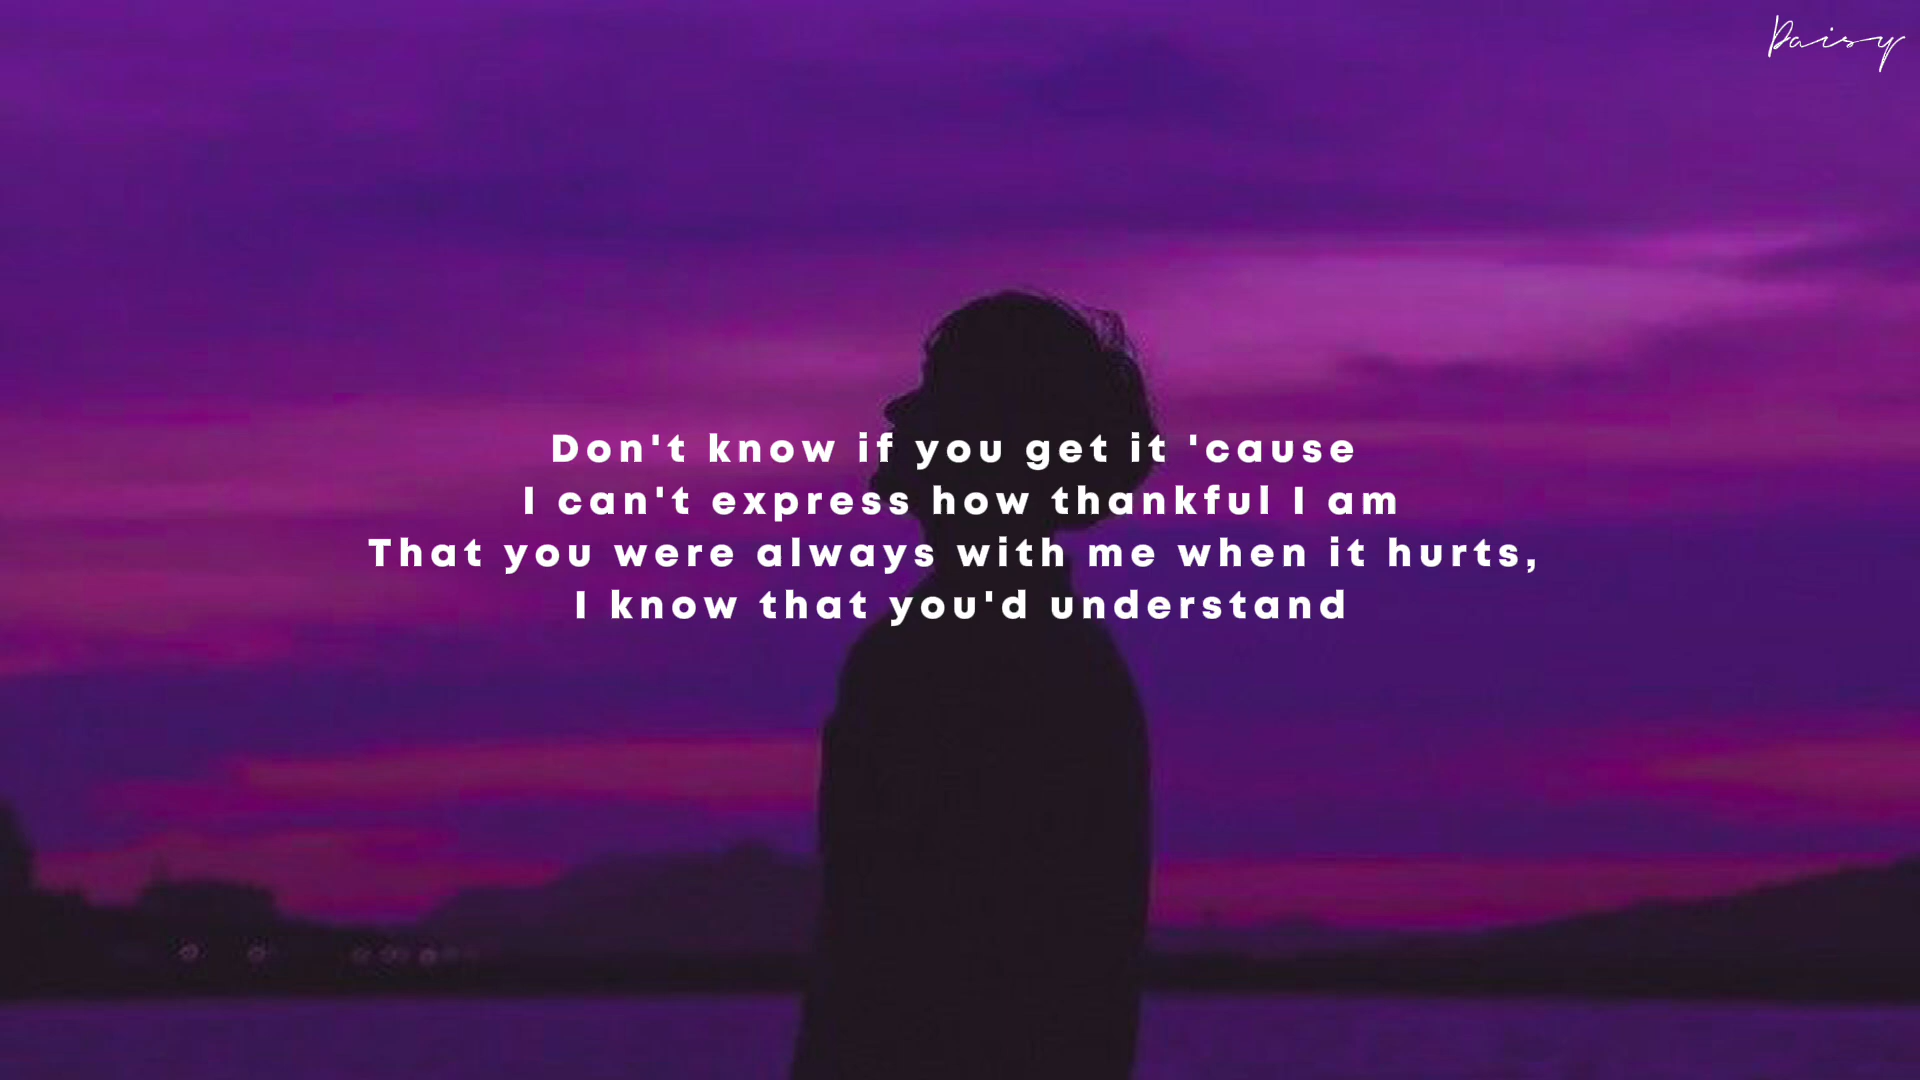 Daisy
Don't know if you get it 'cause
I can't express how thankful I am
That you were always with me when it hurts,
I know that you'd understand